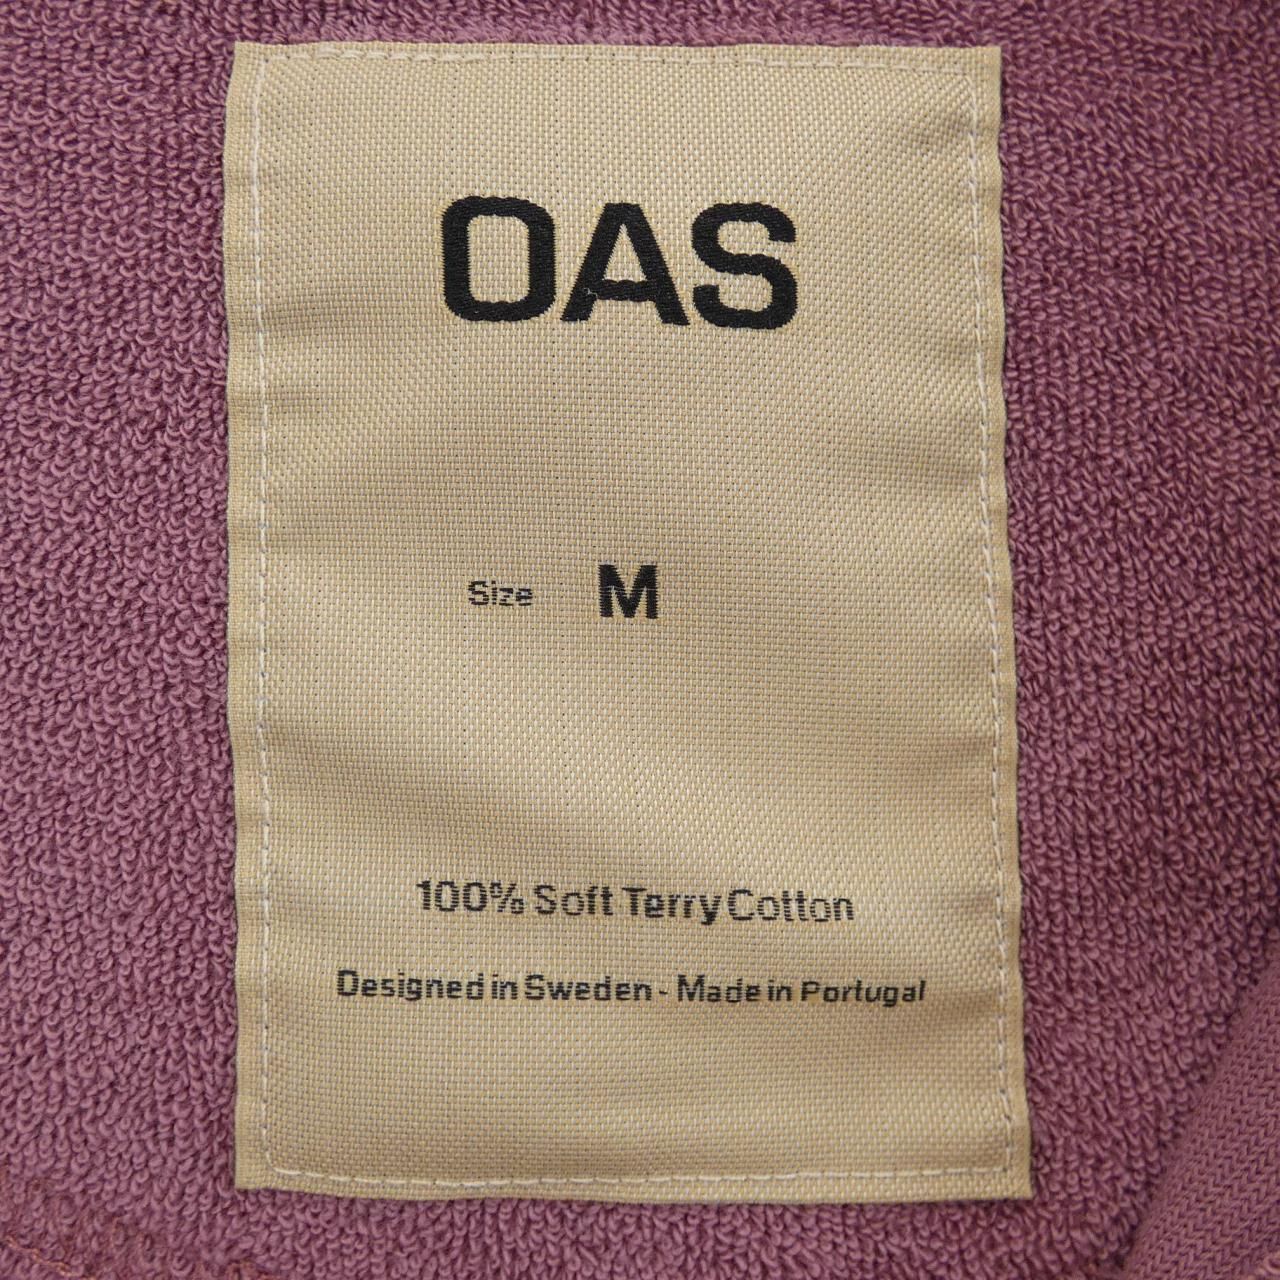 OAS
Size M
100% Soft Terry Cotton
Designed in Sweden - Made in Portugal